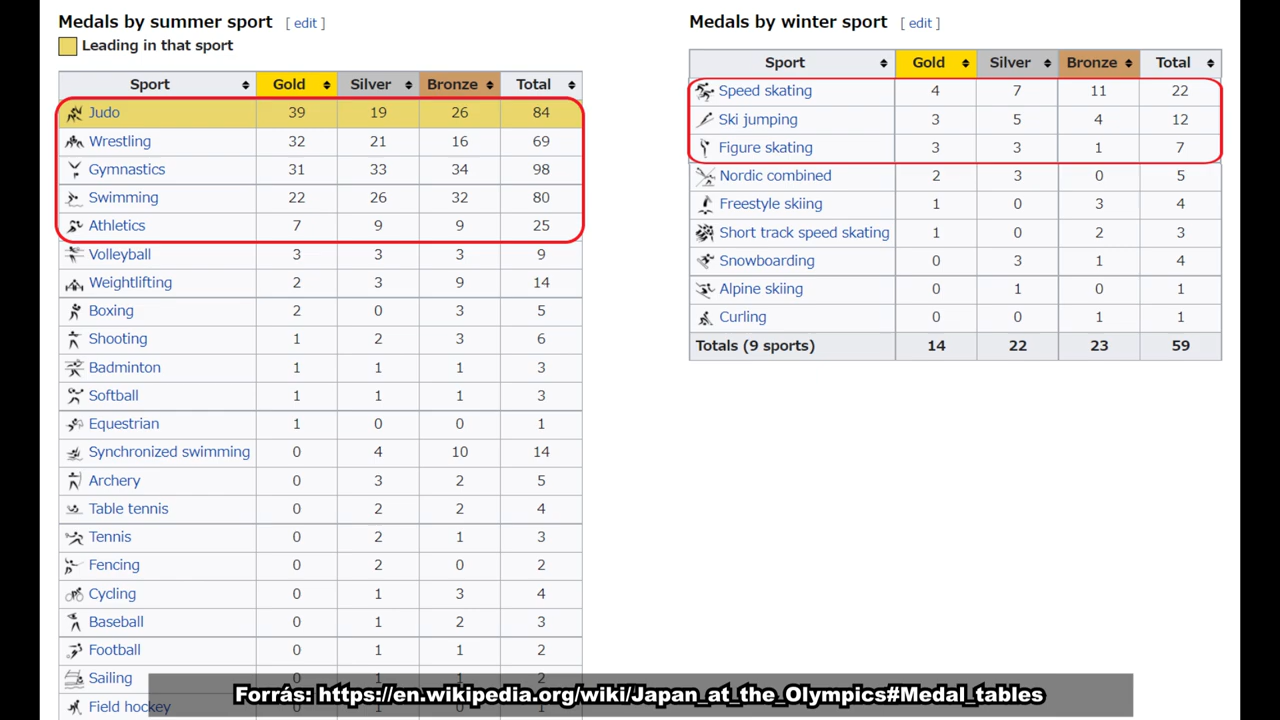 Medals by summer sport [ edit ]
Leading in that sport
Sport Gold Silver Bronze Total
Judo 39 19 26 84
Wrestling 32 21 16 69
Gymnastics 31 33 34 98
Swimming 22 26 32 80
Athletics 7 9 9 25
Volleyball 3 3 3 9
Weightlifting 2 3 9 14
Boxing 2 0 3 5
Shooting 1 2 3 6
Badminton 1 1 1 3
Softball 1 1 1 3
Equestrian 1 0 0 1
Synchronized swimming 0 4 10 14
Archery 0 3 2 5
Table tennis 0 2 2 4
Tennis 0 2 1 3
Fencing 0 2 0 2
Cycling 0 1 3 4
Baseball 0 1 2 3
Football 0 1 1 2
Sailing 0 1 1 2
Field hockey 0 1 0 1
Medals by winter sport [ edit ]
Sport Gold Silver Bronze Total
Speed skating 4 7 11 22
Ski jumping 3 5 4 12
Figure skating 3 3 1 7
Nordic combined 2 3 0 5
Freestyle skiing 1 0 3 4
Short track speed skating 1 0 2 3
Snowboarding 0 3 1 4
Alpine skiing 0 1 0 1
Curling 0 0 1 1
Totals (9 sports) 14 22 23 59
Forrás: https://en.wikipedia.org/wiki/Japan_at_the_Olympics#Medal_tables